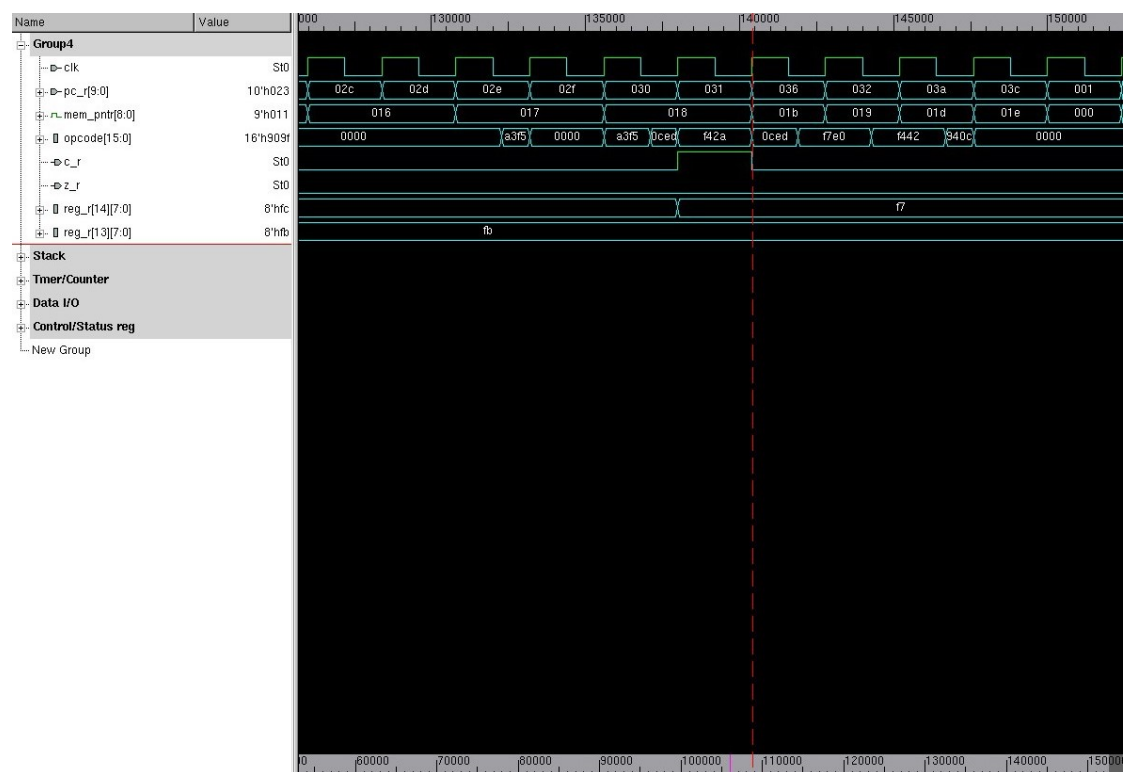 Name Value 000 130000 135000 140000 145000 150000
Group4
clk St0
pc_r[9:0] 10'h023 02c 02d 02e 02f 030 031 036 032 03a 03c 001
mem_pntr[8:0] 9'h011 016 017 018 01b 019 01d 01e 000
opcode[15:0] 16'h909f 0000 a3f5 0000 a3f5 0ced f42a 0ced f7e0 f442 940c 0000
c_r St0
z_r St0
reg_r[14][7:0] 8'hfc f7
reg_r[13][7:0] 8'hfb fb
Stack
Tmer/Counter
Data I/O
Control/Status reg
New Group
0 60000 70000 80000 90000 100000 110000 120000 130000 140000 150000